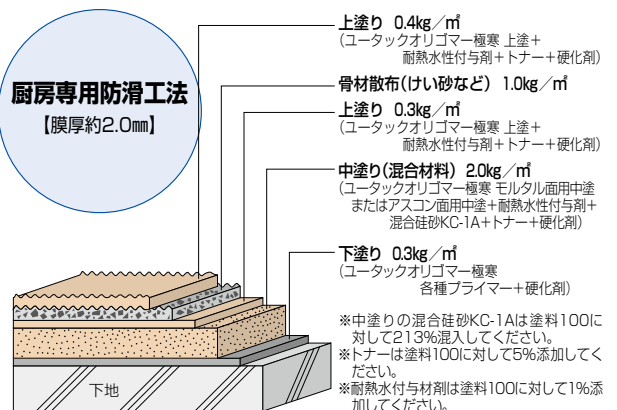 厨房専用防滑工法
【膜厚約2.0㎜】
上塗り 0.4kg／㎡
（ユータックオリゴマー極寒 上塗＋
耐熱水性付与剤＋トナー＋硬化剤）
骨材散布（けい砂など） 1.0kg／㎡
上塗り 0.3kg／㎡
（ユータックオリゴマー極寒 上塗＋
耐熱水性付与剤＋トナー＋硬化剤）
中塗り（混合材料） 2.0kg／㎡
（ユータックオリゴマー極寒 モルタル面用中塗
またはアスコン面用中塗＋耐熱水性付与剤＋
混合硅砂KC-1A＋トナー＋硬化剤）
下塗り 0.3kg／㎡
（ユータックオリゴマー極寒
各種プライマー＋硬化剤）
※中塗りの混合硅砂KC-1Aは塗料100に
対して213%混入してください。
※トナーは塗料100に対して5%添加してく
ださい。
※耐熱水付与材剤は塗料100に対して1%添
加してください。
下地